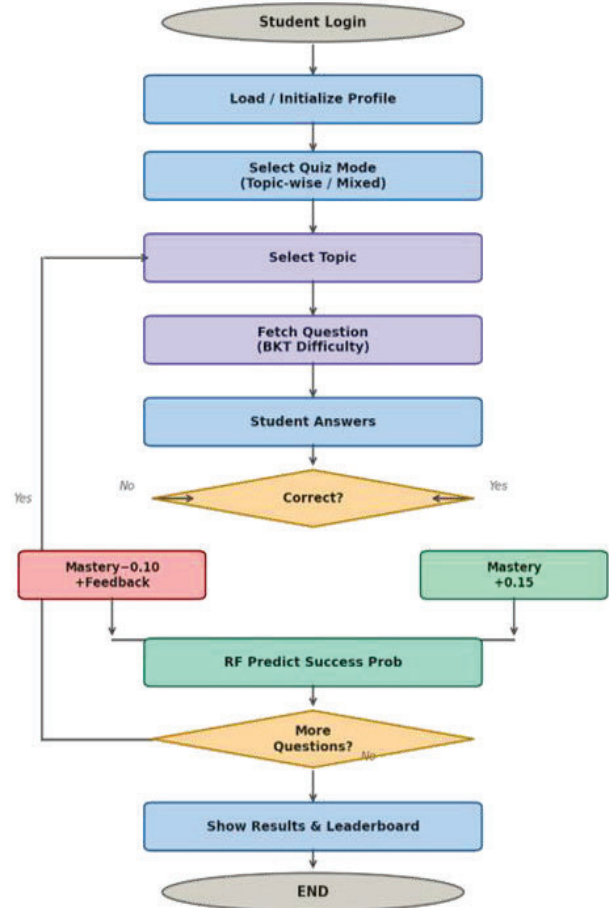 Student Login
Load / Initialize Profile
Select Quiz Mode
(Topic-wise / Mixed)
Select Topic
Fetch Question
(BKT Difficulty)
Student Answers
No
Yes
Yes
Correct?
Mastery−0.10
+Feedback
Mastery
+0.15
RF Predict Success Prob
More
Questions?
No
Show Results & Leaderboard
END